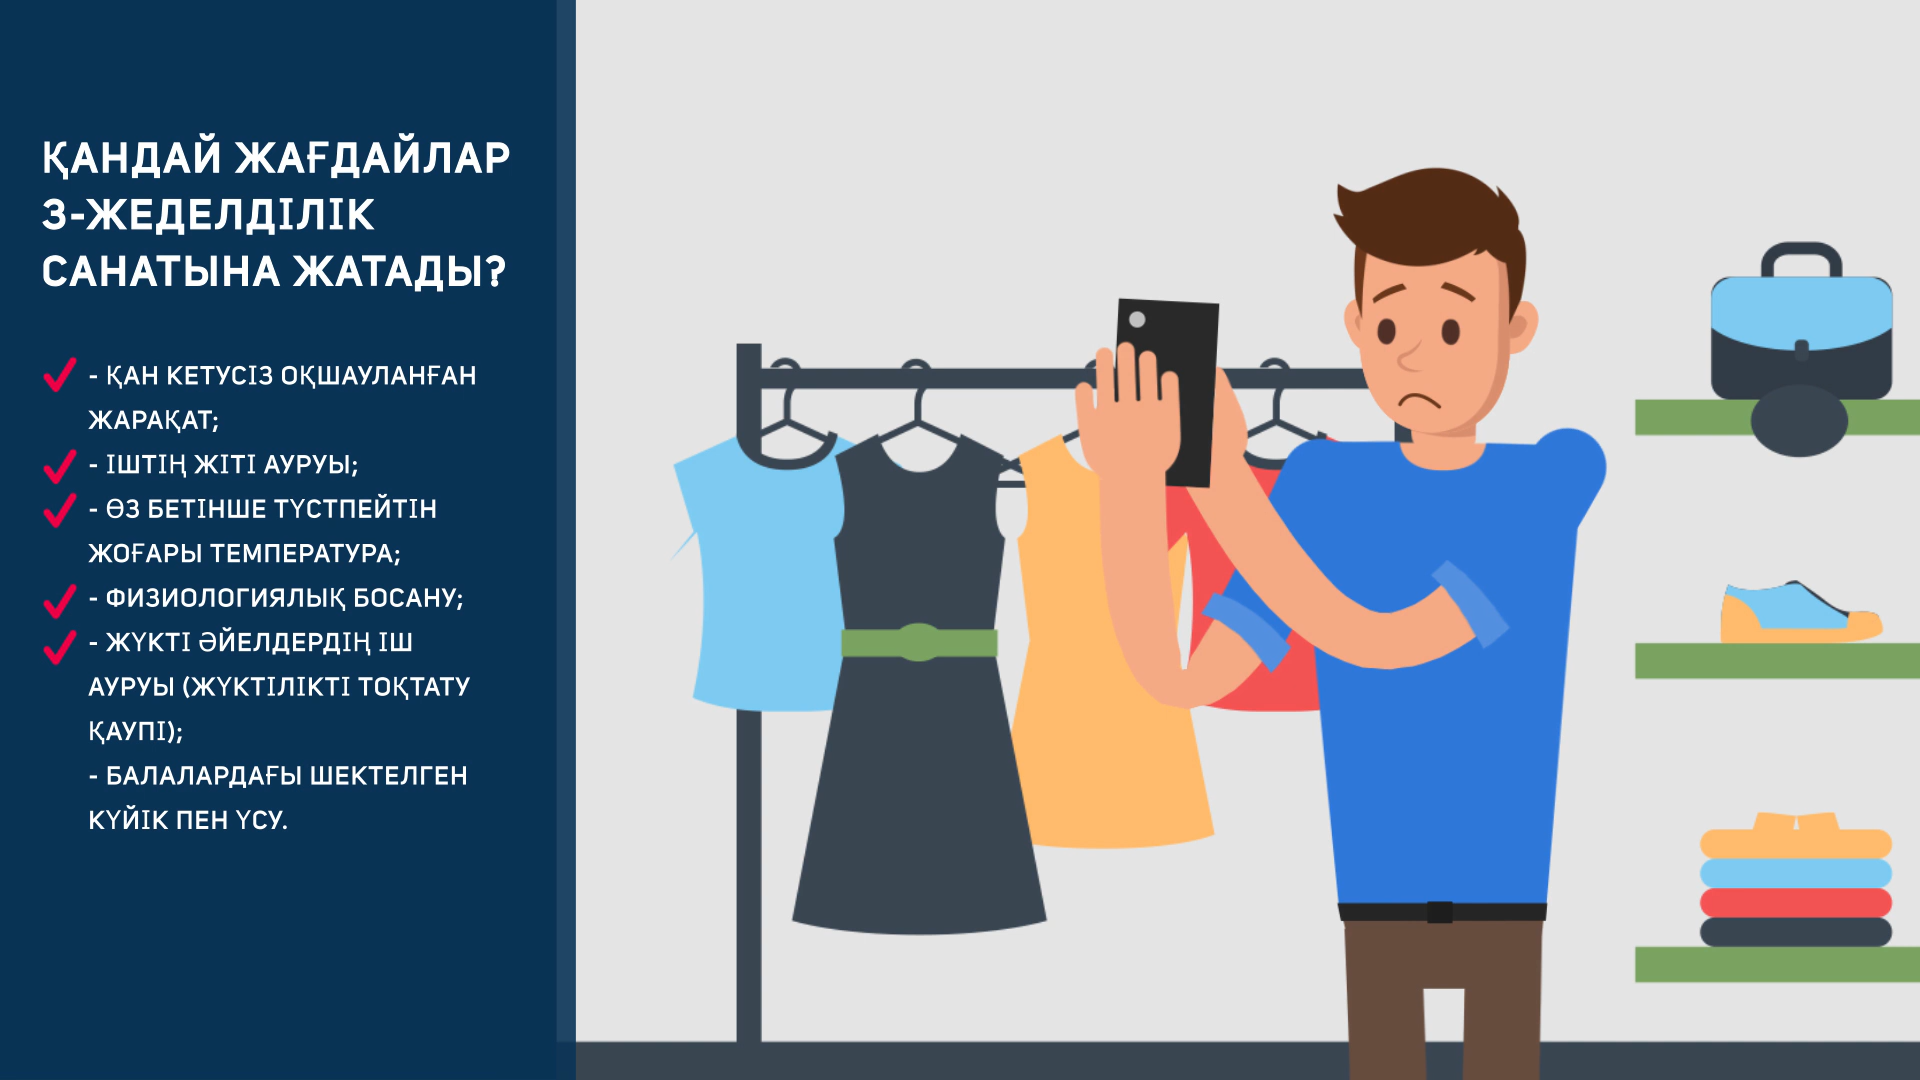 ҚАНДАЙ ЖАҒДАЙЛАР
3-ЖЕДЕЛДІЛІК
САНАТЫНА ЖАТАДЫ?
- ҚАН КЕТУСІЗ ОҚШАУЛАНҒАН
ЖАРАҚАТ;
- ІШТІҢ ЖІТІ АУРУЫ;
- ӨЗ БЕТІНШЕ ТҮСТПЕЙТІН
ЖОҒАРЫ ТЕМПЕРАТУРА;
- ФИЗИОЛОГИЯЛЫҚ БОСАНУ;
- ЖҮКТІ ӘЙЕЛДЕРДІҢ ІШ
АУРУЫ (ЖҮКТІЛІКТІ ТОҚТАТУ
ҚАУПІ);
- БАЛАЛАРДАҒЫ ШЕКТЕЛГЕН
КҮЙІК ПЕН ҮСУ.